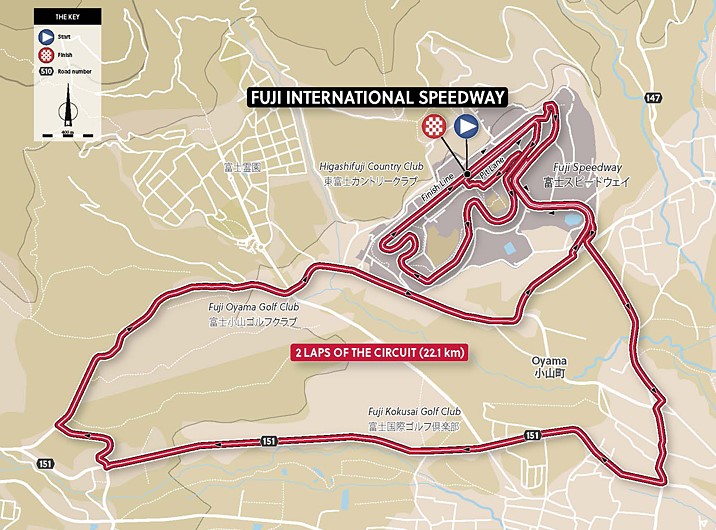 THE KEY
Start
Finish
510 Road number
400 m
FUJI INTERNATIONAL SPEEDWAY
147
富士霊園
Higashifuji Country Club
東富士カントリークラブ
Finish Line
Pit Lane
Fuji Speedway
富士スピードウェイ
Fuji Oyama Golf Club
富士小山ゴルフクラブ
2 LAPS OF THE CIRCUIT (22.1 km)
Oyama
小山町
Fuji Kokusai Golf Club
富士国際ゴルフ倶楽部
151
151
151